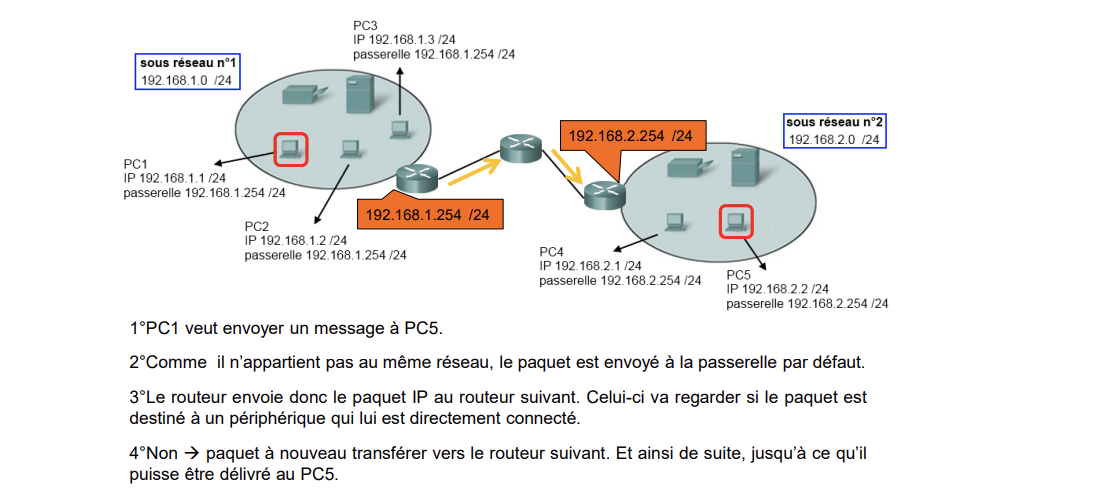 PC3
IP 192.168.1.3 /24
passerelle 192.168.1.254 /24
sous réseau n°1
192.168.1.0 /24
sous réseau n°2
192.168.2.0 /24
192.168.2.254 /24
PC1
IP 192.168.1.1 /24
passerelle 192.168.1.254 /24
192.168.1.254 /24
PC2
IP 192.168.1.2 /24
passerelle 192.168.1.254 /24
PC4
IP 192.168.2.1 /24
passerelle 192.168.2.254 /24
PC5
IP 192.168.2.2 /24
passerelle 192.168.2.254 /24
1°PC1 veut envoyer un message à PC5.
2°Comme il n’appartient pas au même réseau, le paquet est envoyé à la passerelle par défaut.
3°Le routeur envoie donc le paquet IP au routeur suivant. Celui-ci va regarder si le paquet est
destiné à un périphérique qui lui est directement connecté.
4°Non → paquet à nouveau transférer vers le routeur suivant. Et ainsi de suite, jusqu’à ce qu’il
puisse être délivré au PC5.